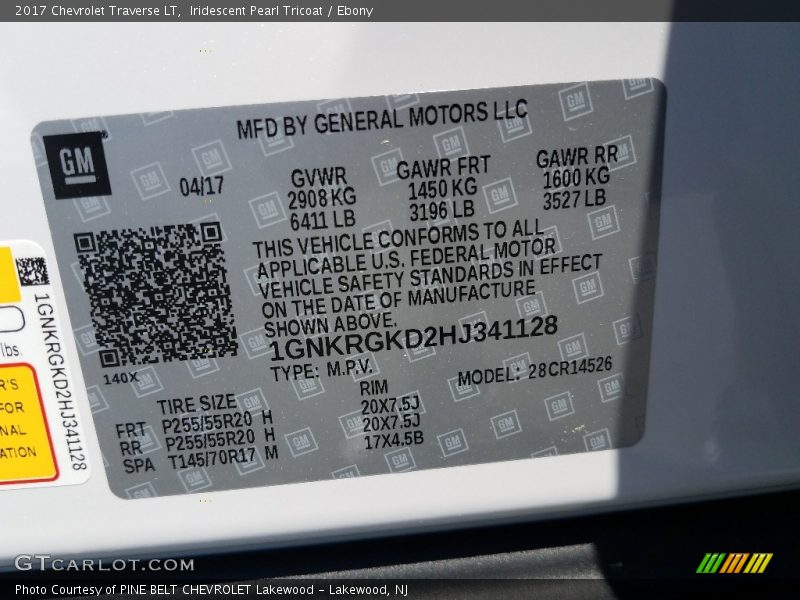 2017 Chevrolet Traverse LT, Iridescent Pearl Tricoat / Ebony
MFD BY GENERAL MOTORS LLC
GM
04/17
GVWR GAWR FRT GAWR RR
2908 KG 1450 KG 1600 KG
6411 LB 3196 LB 3527 LB
THIS VEHICLE CONFORMS TO ALL
APPLICABLE U.S. FEDERAL MOTOR
VEHICLE SAFETY STANDARDS IN EFFECT
ON THE DATE OF MANUFACTURE
SHOWN ABOVE.
1GNKRGKD2HJ341128
140X
TYPE: M.P.V. MODEL: 28CR14526
TIRE SIZE RIM
FRT P255/55R20 H 20X7.5J
RR P255/55R20 H 20X7.5J
SPA T145/70R17 M 17X4.5B
1GNKRGKD2HJ341128
lbs.
R'S
FOR
NAL
ATION
GTCARLOT.COM
Photo Courtesy of PINE BELT CHEVROLET Lakewood - Lakewood, NJ